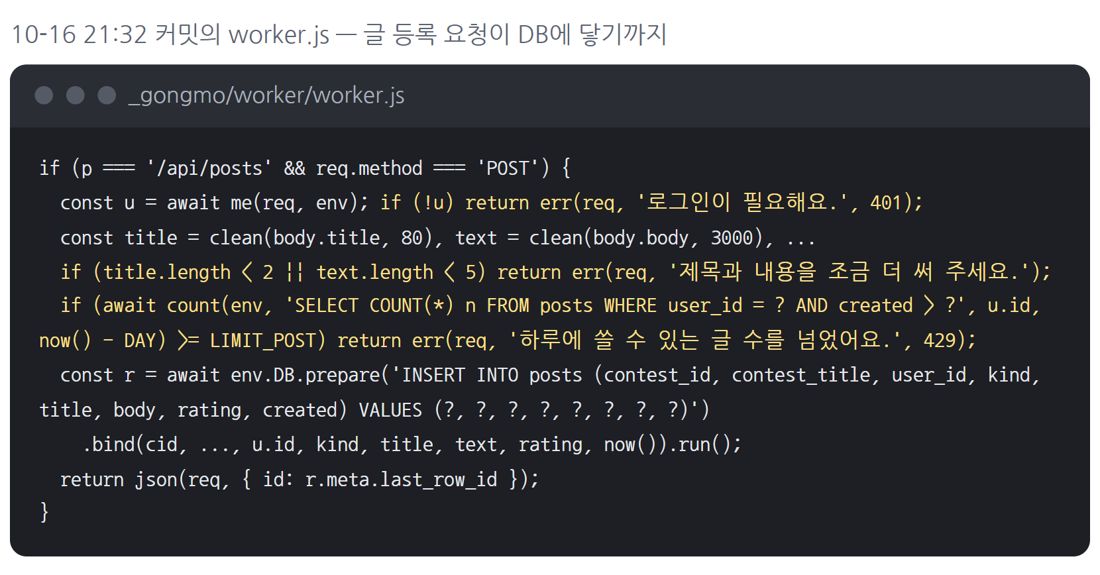 10-16 21:32 커밋의 worker.js — 글 등록 요청이 DB에 닿기까지
_gongmo/worker/worker.js
if (p === '/api/posts' && req.method === 'POST') {
  const u = await me(req, env); if (!u) return err(req, '로그인이 필요해요.', 401);
  const title = clean(body.title, 80), text = clean(body.body, 3000), ...
  if (title.length < 2 || text.length < 5) return err(req, '제목과 내용을 조금 더 써 주세요.');
  if (await count(env, 'SELECT COUNT(*) n FROM posts WHERE user_id = ? AND created > ?', u.id,
now() - DAY) >= LIMIT_POST) return err(req, '하루에 쓸 수 있는 글 수를 넘었어요.', 429);
  const r = await env.DB.prepare('INSERT INTO posts (contest_id, contest_title, user_id, kind,
title, body, rating, created) VALUES (?, ?, ?, ?, ?, ?, ?, ?)')
    .bind(cid, ..., u.id, kind, title, text, rating, now()).run();
  return json(req, { id: r.meta.last_row_id });
}